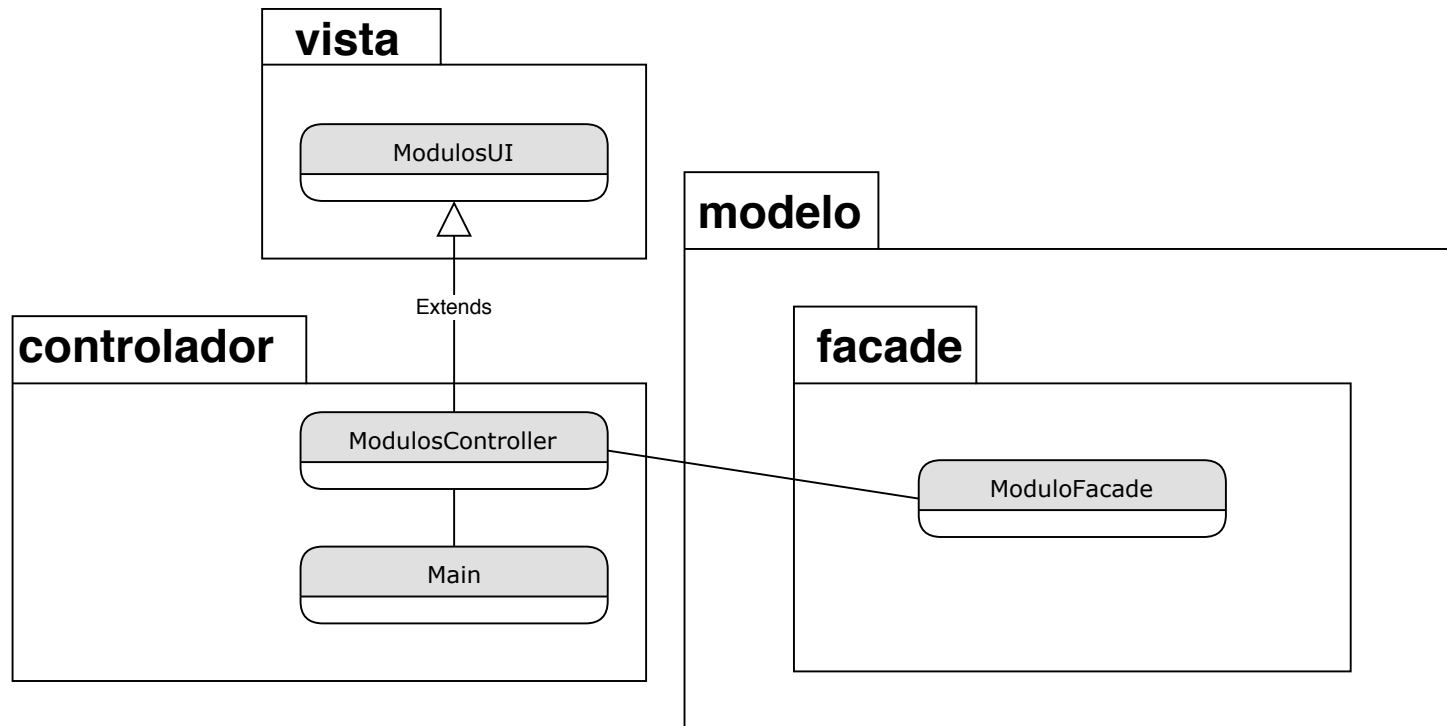 vista
ModulosUI
modelo
Extends
controlador
facade
ModulosController
ModuloFacade
Main